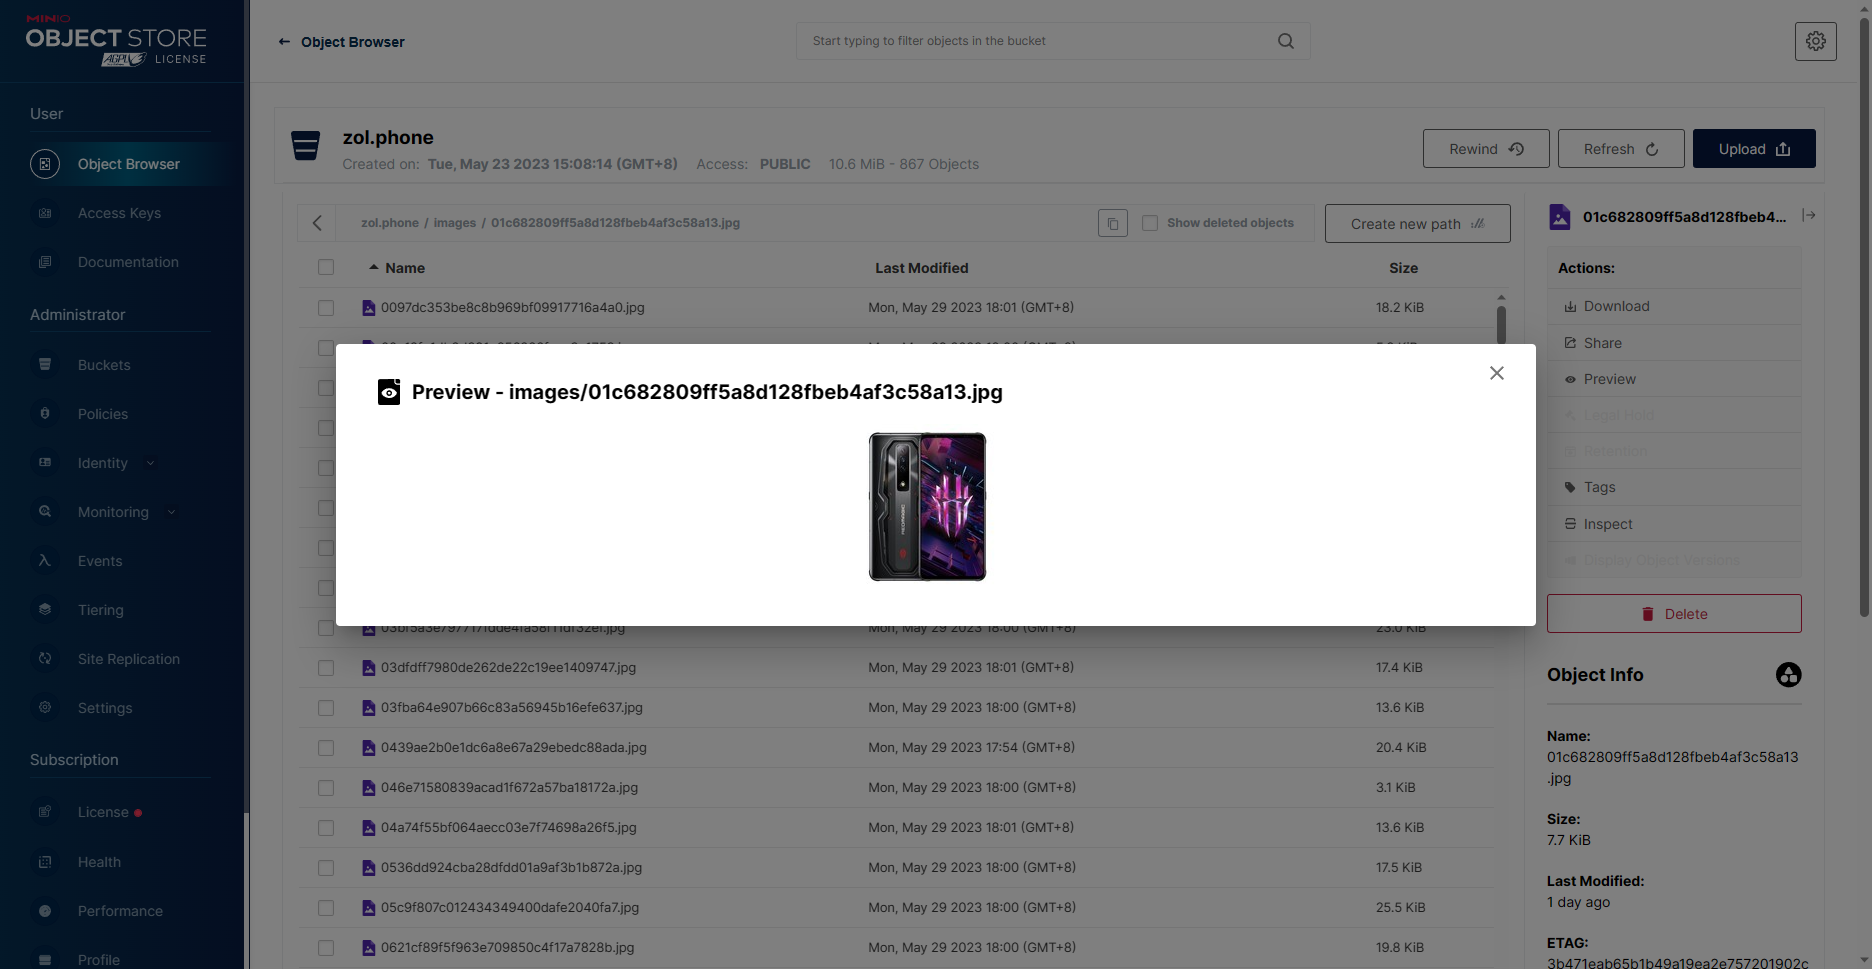 MINIO
OBJECT STORE
AGPLv3 LICENSE
User
Object Browser
Access Keys
Documentation
Administrator
Buckets
Policies
Identity
Monitoring
Events
Tiering
Site Replication
Settings
Subscription
License
Health
Performance
Profile
Object Browser
Start typing to filter objects in the bucket
zol.phone
Created on: Tue, May 23 2023 15:08:14 (GMT+8) Access: PUBLIC 10.6 MiB - 867 Objects
Rewind
Refresh
Upload
zol.phone / images / 01c682809ff5a8d128fbeb4af3c58a13.jpg
Show deleted objects
Create new path
Name Last Modified Size
0097dc353be8c8b969bf09917716a4a0.jpg Mon, May 29 2023 18:01 (GMT+8) 18.2 KiB
Preview - images/01c682809ff5a8d128fbeb4af3c58a13.jpg
REDMAGIC
Mon, May 29 2023 18:00 (GMT+8) 23.0 KiB
03dfdff7980de262de22c19ee1409747.jpg Mon, May 29 2023 18:01 (GMT+8) 17.4 KiB
03fba64e907b66c83a56945b16efe637.jpg Mon, May 29 2023 18:00 (GMT+8) 13.6 KiB
0439ae2b0e1dc6a8e67a29ebedc88ada.jpg Mon, May 29 2023 17:54 (GMT+8) 20.4 KiB
046e71580839acad1f672a57ba18172a.jpg Mon, May 29 2023 18:00 (GMT+8) 3.1 KiB
04a74f55bf064aecc03e7f74698a26f5.jpg Mon, May 29 2023 18:01 (GMT+8) 13.6 KiB
0536dd924cba28dfdd01a9af3b1b872a.jpg Mon, May 29 2023 18:00 (GMT+8) 17.5 KiB
05c9f807c012434349400dafe2040fa7.jpg Mon, May 29 2023 18:00 (GMT+8) 25.5 KiB
0621cf89f5f963e709850c4f17a7828b.jpg Mon, May 29 2023 18:00 (GMT+8) 19.8 KiB
01c682809ff5a8d128fbeb4...
Actions:
Download
Share
Preview
Legal Hold
Retention
Tags
Inspect
Display Object Versions
Delete
Object Info
Name:
01c682809ff5a8d128fbeb4af3c58a13
.jpg
Size:
7.7 KiB
Last Modified:
1 day ago
ETAG:
3b471eab65b1b49a19ea2e757201902c